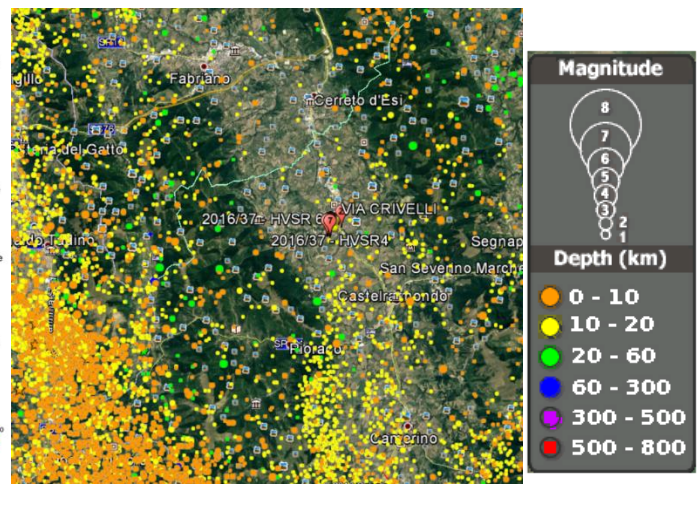 Fabriano
Cerreto d'Esi
VIA CRIVELLI
2016/37 - HVSR 6
2016/37 - HVSR4
San Severino Marche
Castelraimondo
Pioraco
Camerino
Magnitude
8
7
6
5
4
3
2
1
Depth (km)
0 - 10
10 - 20
20 - 60
60 - 300
300 - 500
500 - 800